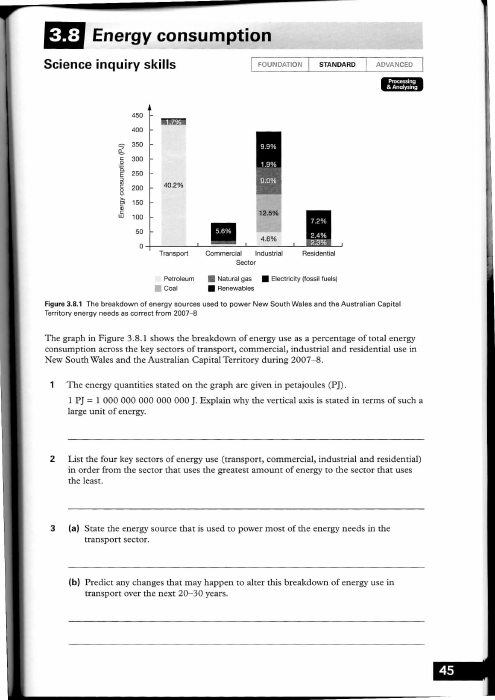 3.8 Energy consumption
Science inquiry skills
FOUNDATION STANDARD ADVANCED
Processing
& Analysing
Energy consumption (PJ)
450
400
350
300
250
200
150
100
50
0
1.7%
40.2%
5.6%
9.9%
1.9%
9.0%
12.5%
4.6%
7.2%
2.4%
2.3%
Transport Commercial Industrial Residential
Sector
Petroleum Natural gas Electricity (fossil fuels)
Coal Renewables
Figure 3.8.1 The breakdown of energy sources used to power New South Wales and the Australian Capital
Territory energy needs as correct from 2007–8
The graph in Figure 3.8.1 shows the breakdown of energy use as a percentage of total energy
consumption across the key sectors of transport, commercial, industrial and residential use in
New South Wales and the Australian Capital Territory during 2007–8.
1 The energy quantities stated on the graph are given in petajoules (PJ).
1 PJ = 1 000 000 000 000 000 J. Explain why the vertical axis is stated in terms of such a
large unit of energy.
2 List the four key sectors of energy use (transport, commercial, industrial and residential)
in order from the sector that uses the greatest amount of energy to the sector that uses
the least.
3 (a) State the energy source that is used to power most of the energy needs in the
transport sector.
(b) Predict any changes that may happen to alter this breakdown of energy use in
transport over the next 20–30 years.
45